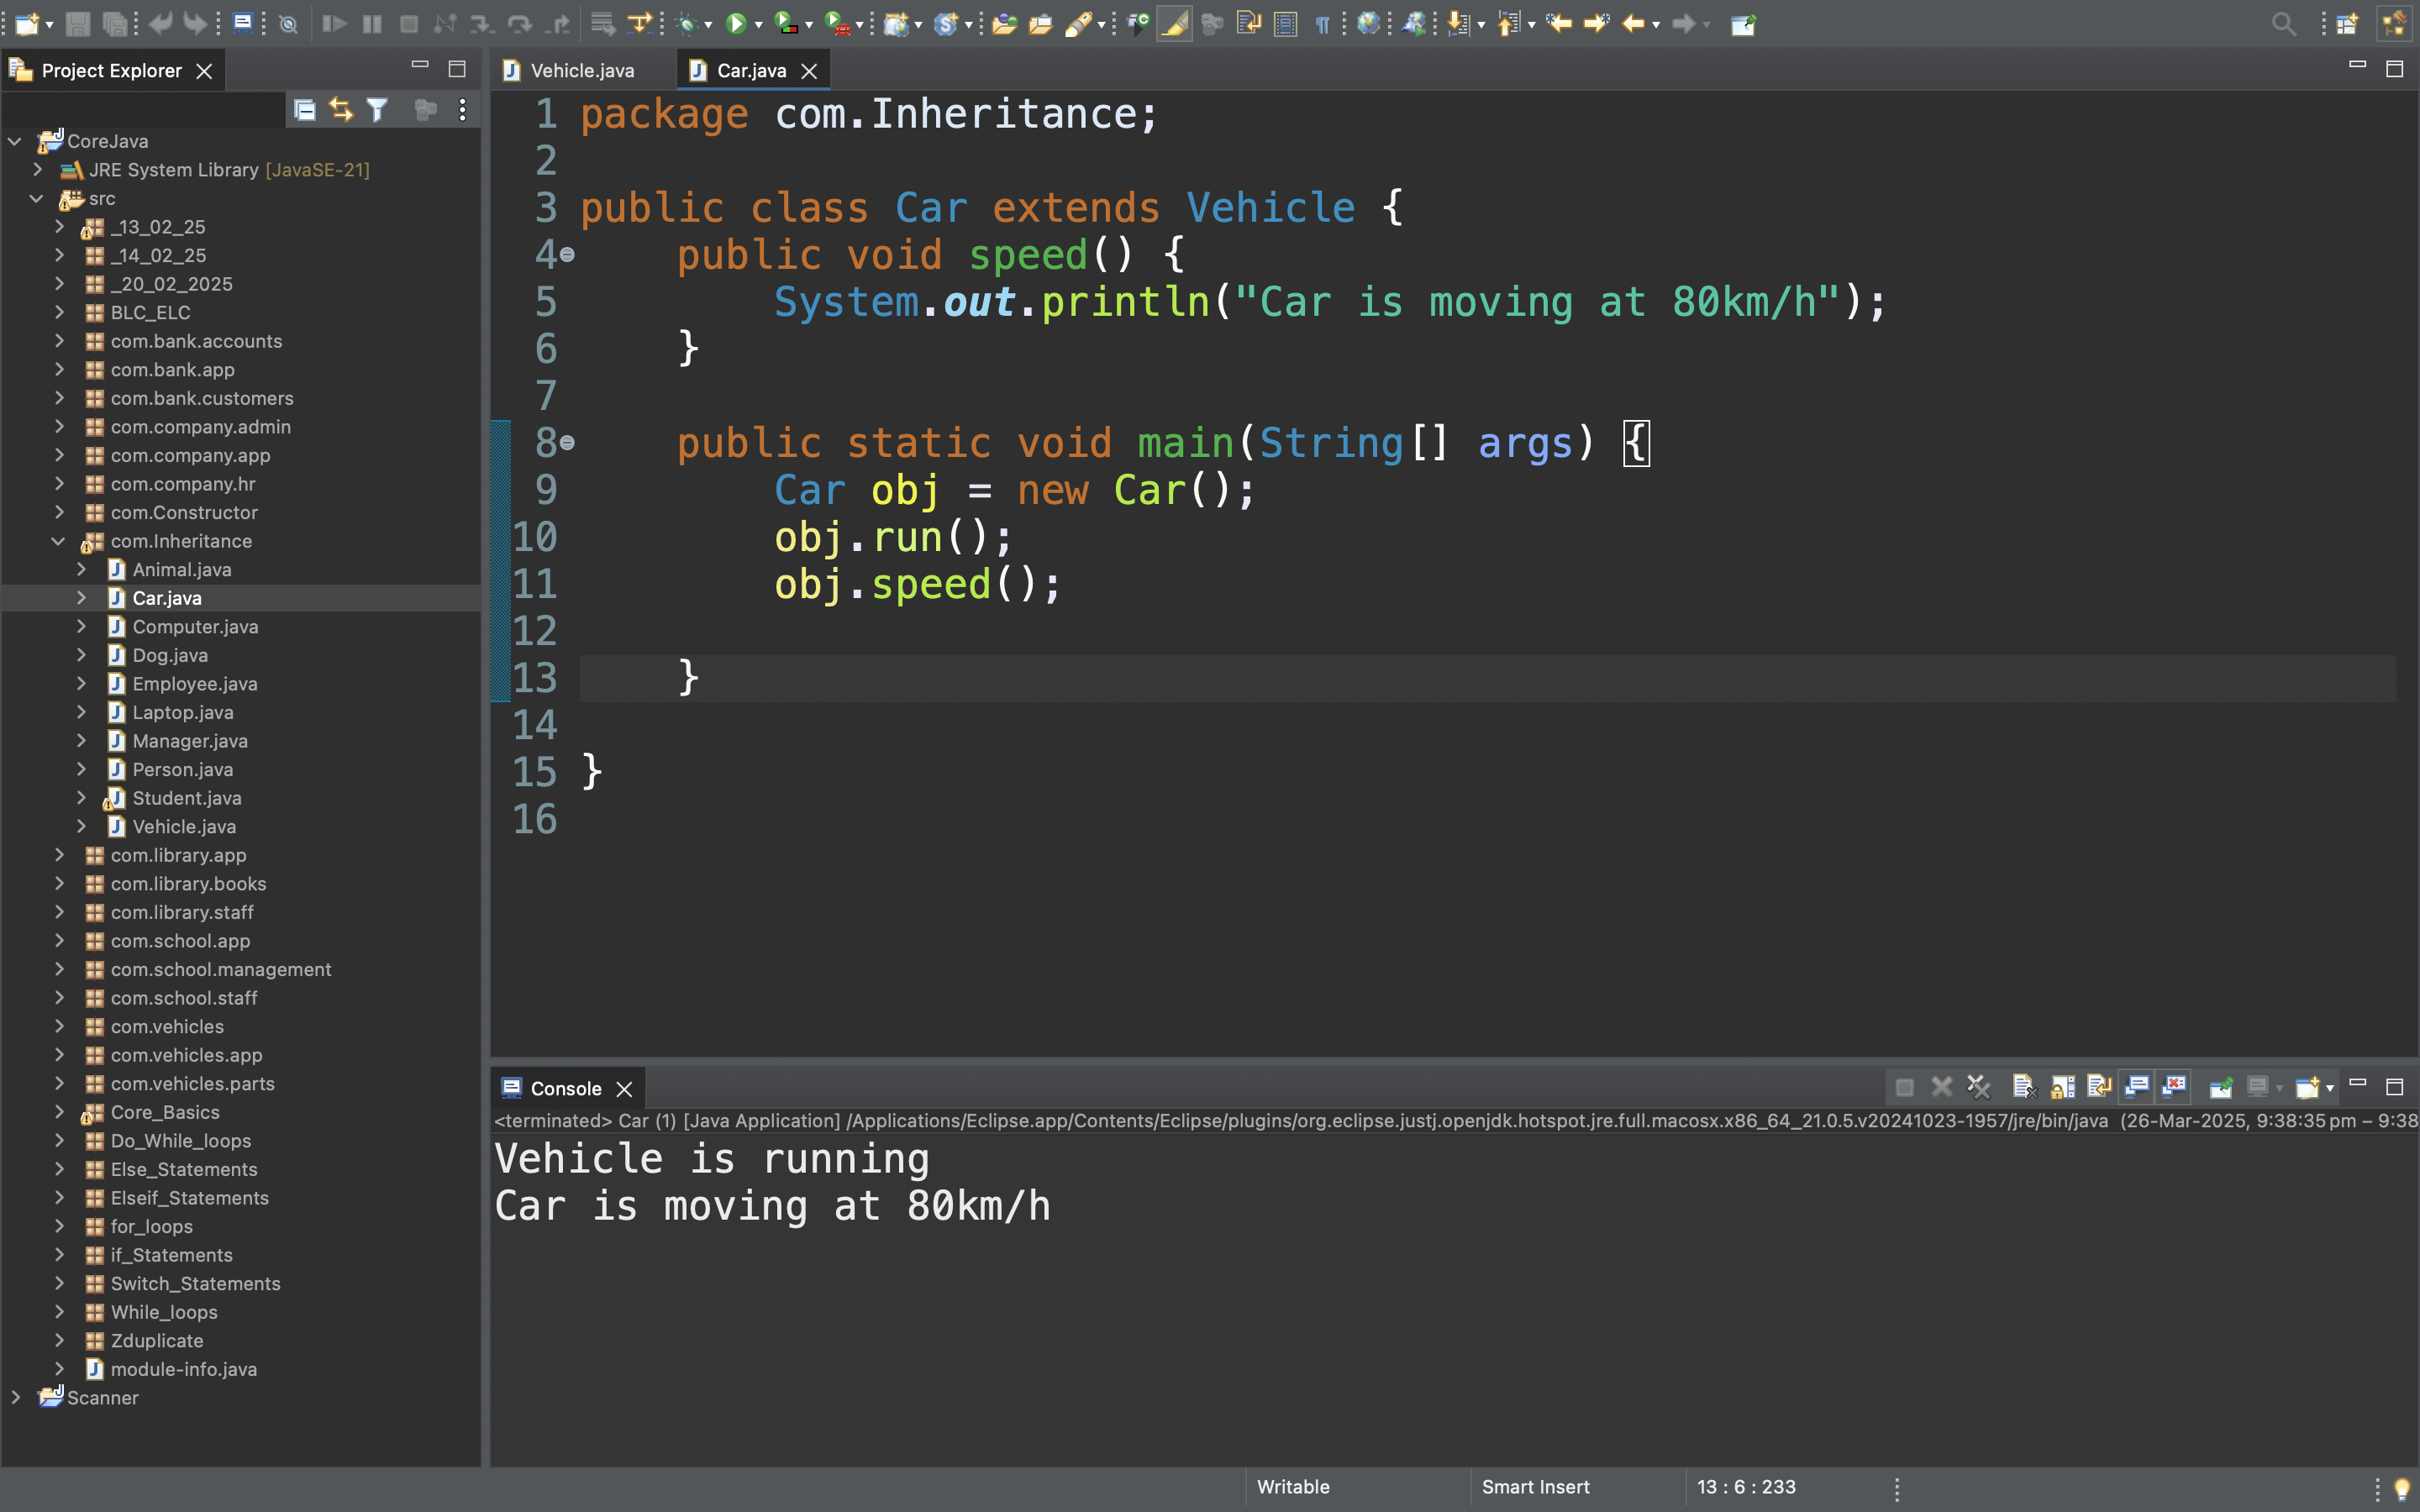 Project Explorer
CoreJava
JRE System Library [JavaSE-21]
src
_13_02_25
_14_02_25
_20_02_2025
BLC_ELC
com.bank.accounts
com.bank.app
com.bank.customers
com.company.admin
com.company.app
com.company.hr
com.Constructor
com.Inheritance
Animal.java
Car.java
Computer.java
Dog.java
Employee.java
Laptop.java
Manager.java
Person.java
Student.java
Vehicle.java
com.library.app
com.library.books
com.library.staff
com.school.app
com.school.management
com.school.staff
com.vehicles
com.vehicles.app
com.vehicles.parts
Core_Basics
Do_While_loops
Else_Statements
Elseif_Statements
for_loops
if_Statements
Switch_Statements
While_loops
Zduplicate
module-info.java
Scanner
Vehicle.java
Car.java
1 package com.Inheritance;
2
3 public class Car extends Vehicle {
4 public void speed() {
5 System.out.println("Car is moving at 80km/h");
6 }
7
8 public static void main(String[] args) {
9 Car obj = new Car();
10 obj.run();
11 obj.speed();
12
13 }
14
15 }
16
Console
<terminated> Car (1) [Java Application] /Applications/Eclipse.app/Contents/Eclipse/plugins/org.eclipse.justj.openjdk.hotspot.jre.full.macosx.x86_64_21.0.5.v20241023-1957/jre/bin/java (26-Mar-2025, 9:38:35 pm – 9:38
Vehicle is running
Car is moving at 80km/h
Writable
Smart Insert
13 : 6 : 233